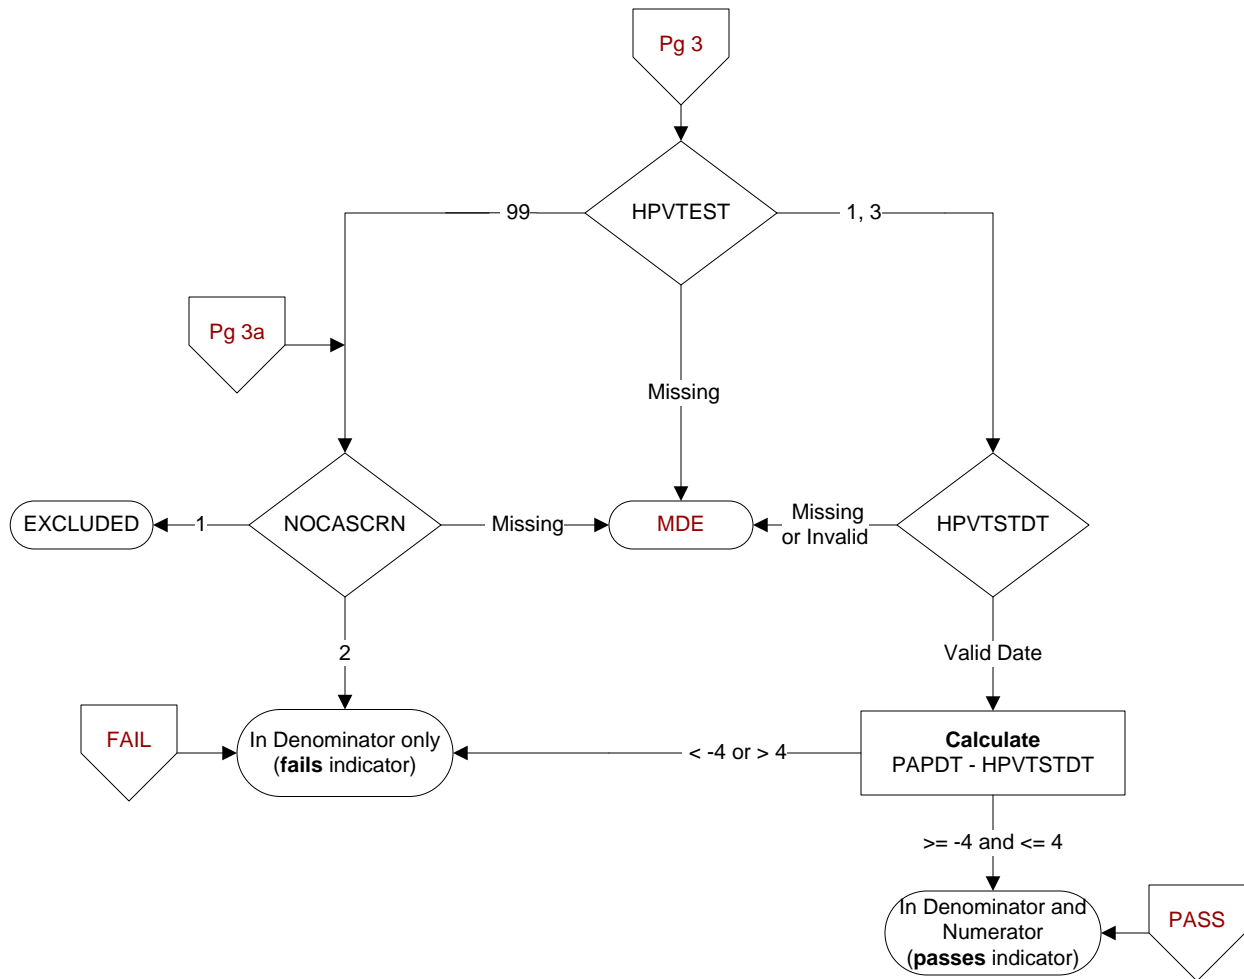 Pg 3
HPVTEST
99
1, 3
Pg 3a
Missing
EXCLUDED
1
NOCASCRN
Missing
MDE
Missing
or Invalid
HPVTSTDT
2
Valid Date
FAIL
In Denominator only
(fails indicator)
< -4 or > 4
Calculate
PAPDT - HPVTSTDT
>= -4 and <= 4
In Denominator and
Numerator
(passes indicator)
PASS